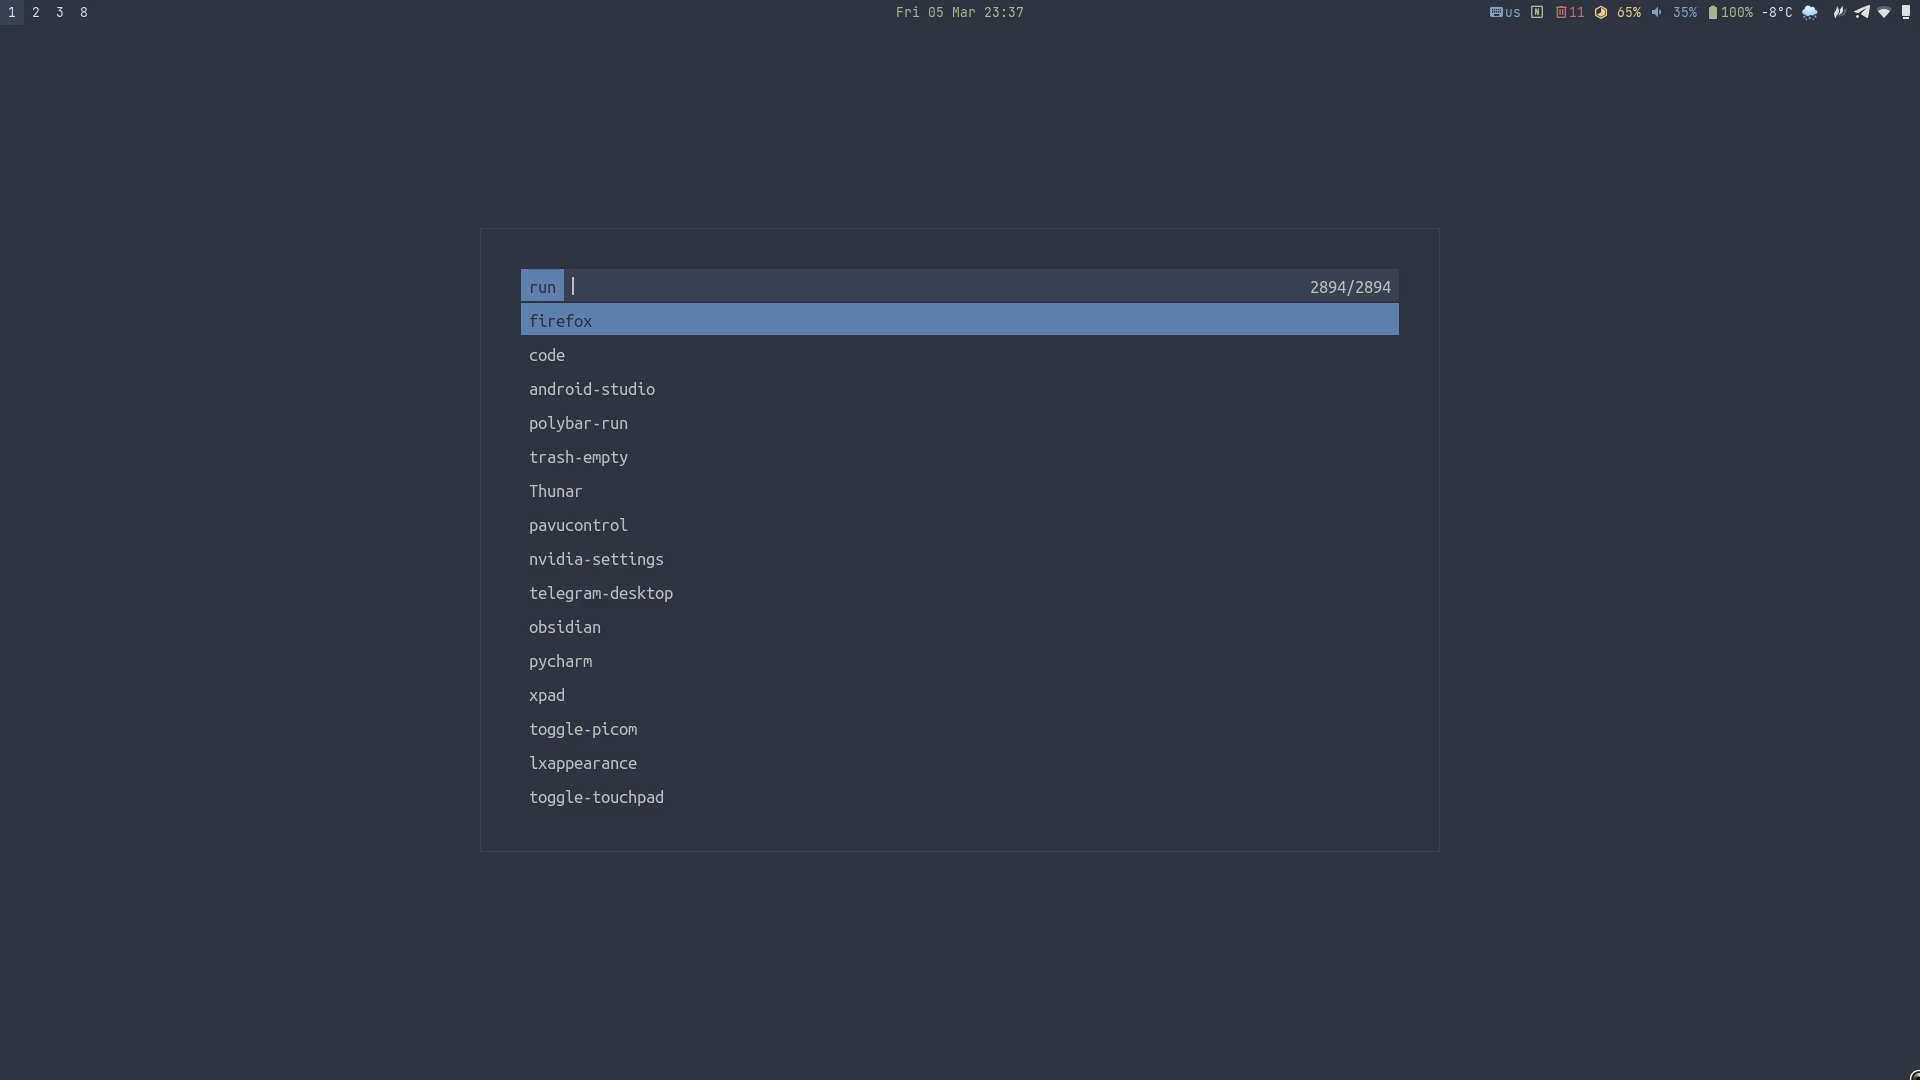 1 2 3 8 Fri 05 Mar 23:37 us N 11 65% 35% 100% -8°C
run 2894/2894
firefox
code
android-studio
polybar-run
trash-empty
Thunar
pavucontrol
nvidia-settings
telegram-desktop
obsidian
pycharm
xpad
toggle-picom
lxappearance
toggle-touchpad